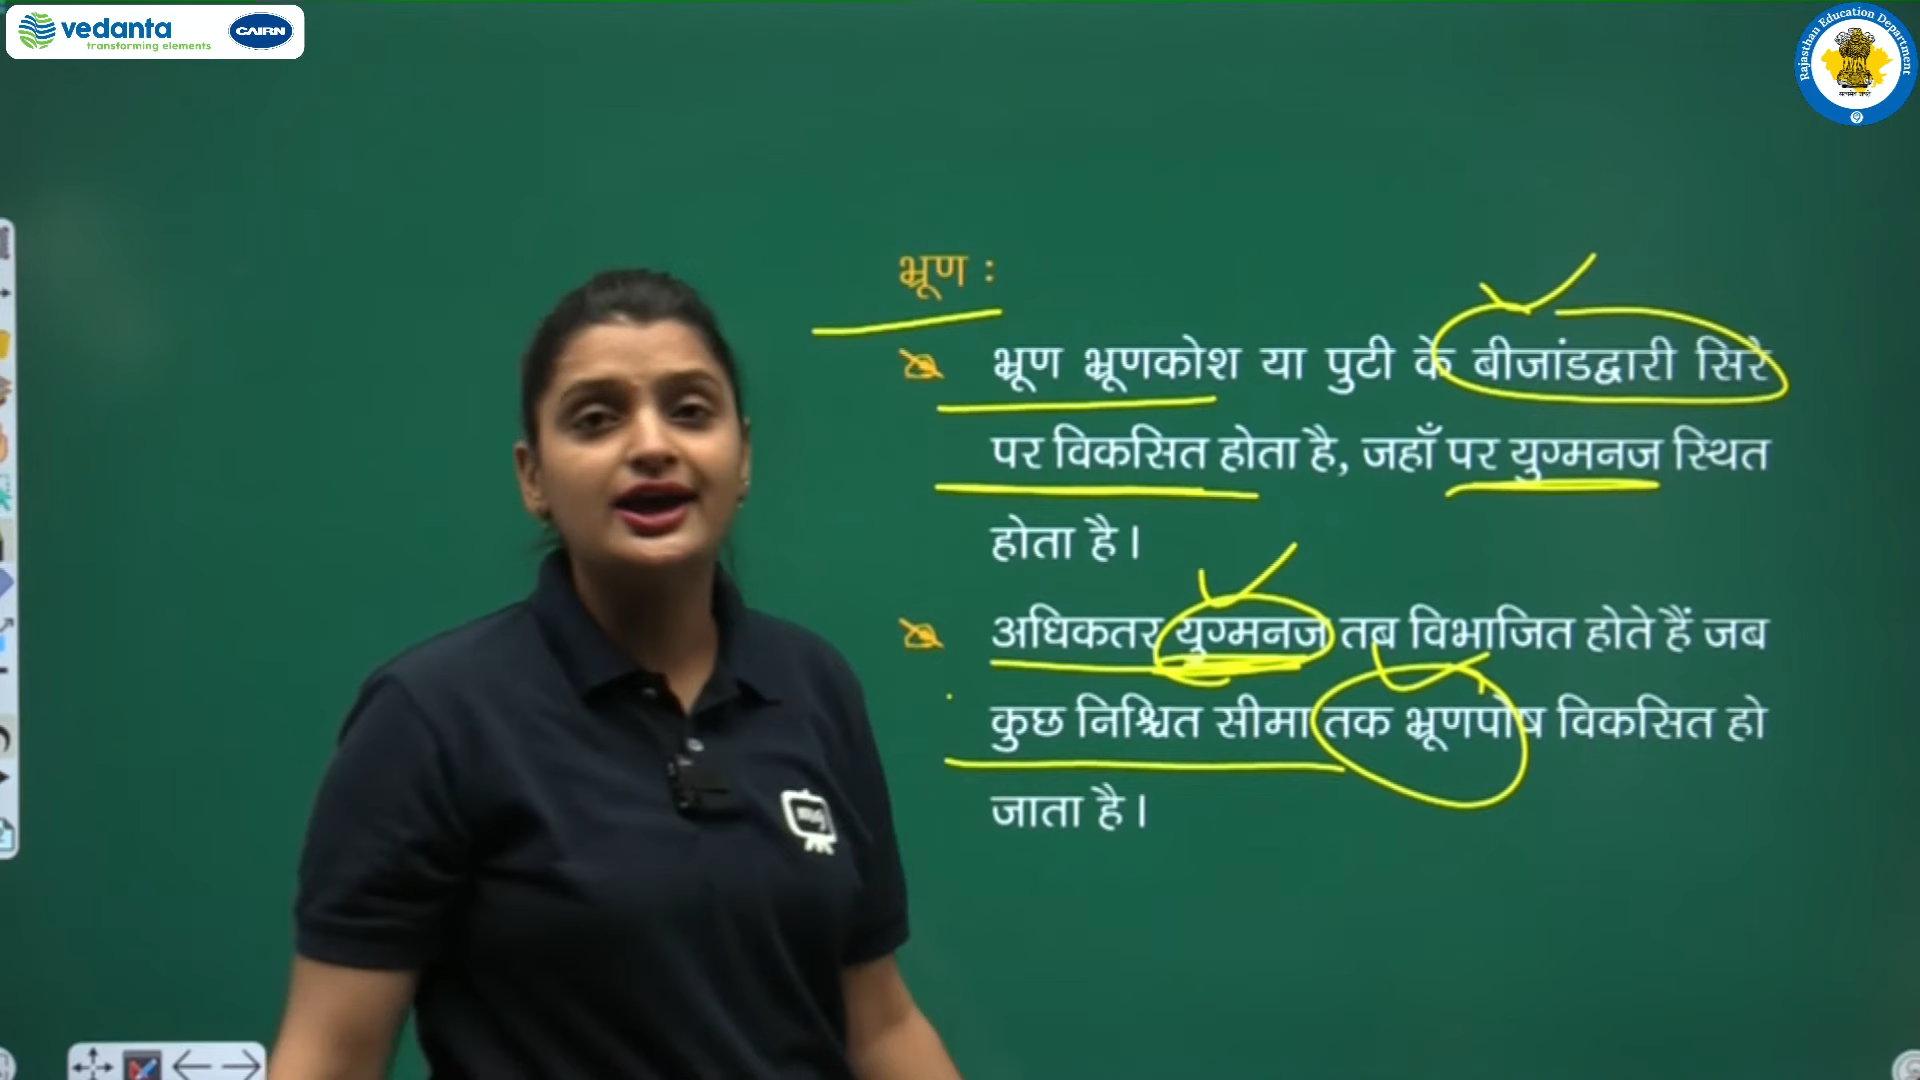 vedanta
transforming elements
CAIRN
Rajasthan Education Department
भ्रूण :
भ्रूण भ्रूणकोश या पुटी के बीजांडद्वारी सिरे
पर विकसित होता है, जहाँ पर युग्मनज स्थित
होता है।
अधिकतर युग्मनज तब विभाजित होते हैं जब
कुछ निश्चित सीमा तक भ्रूणपोष विकसित हो
जाता है।